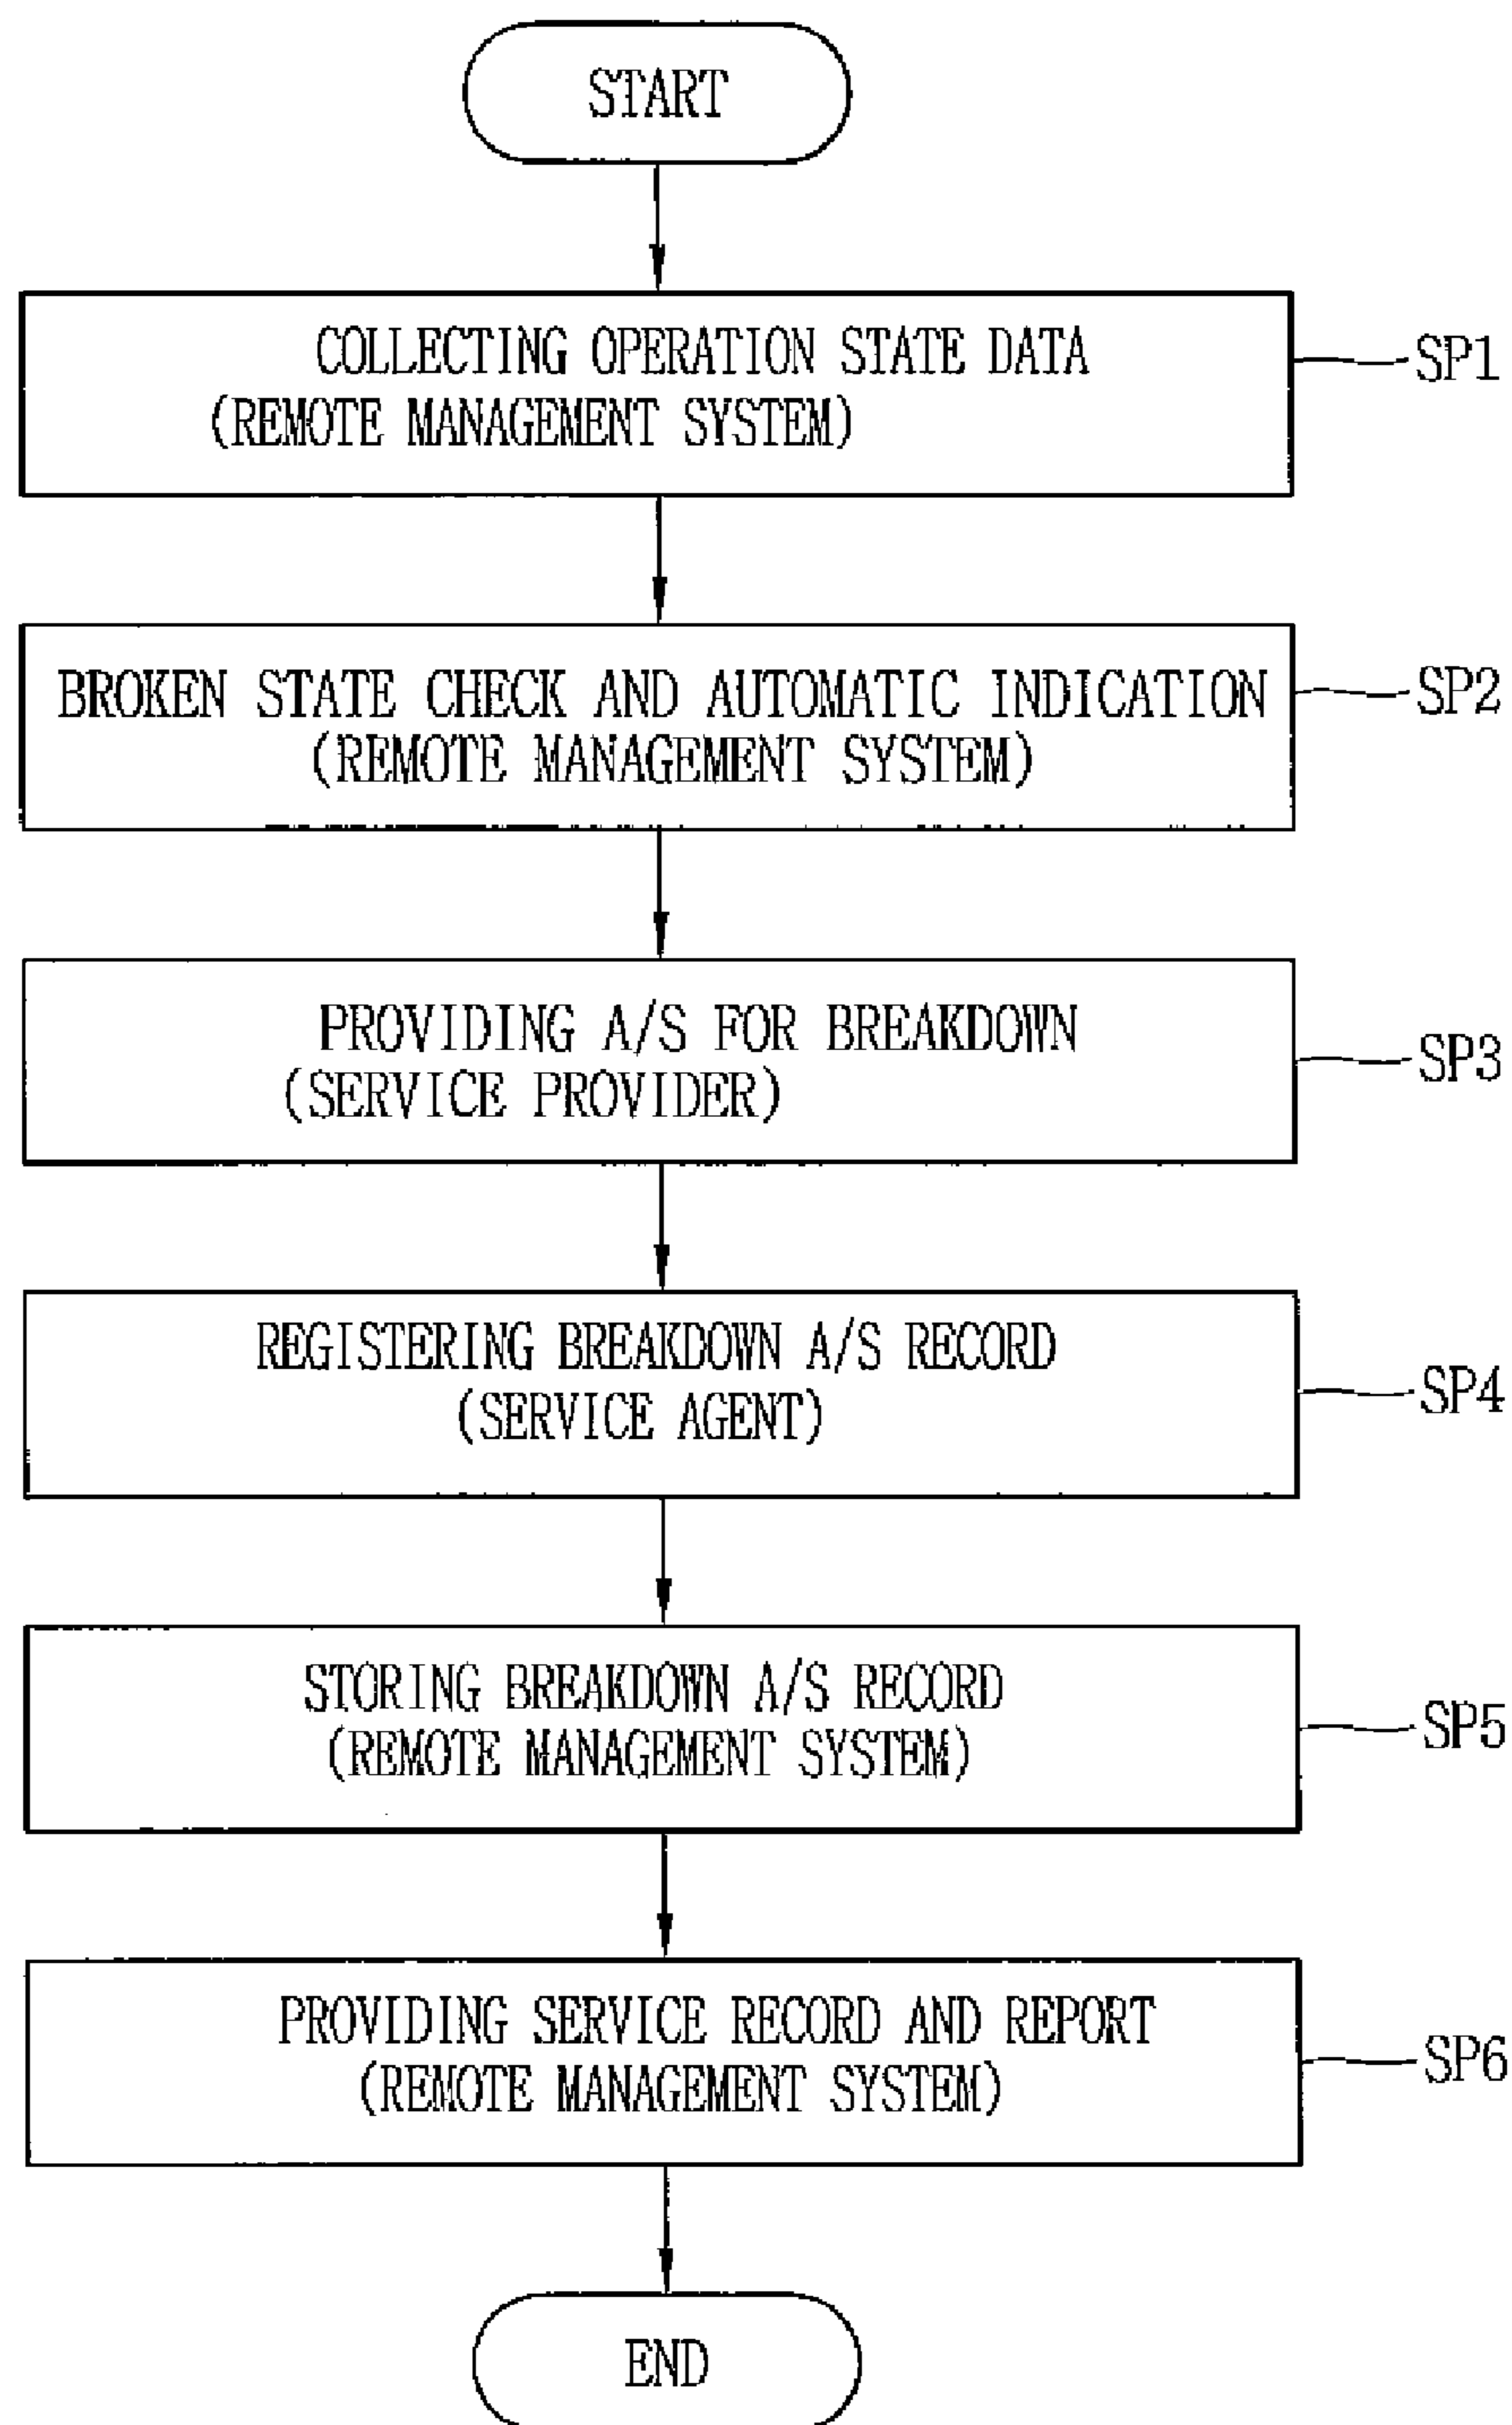 START
COLLECTING OPERATION STATE DATA
(REMOTE MANAGEMENT SYSTEM)
SP1
BROKEN STATE CHECK AND AUTOMATIC INDICATION
(REMOTE MANAGEMENT SYSTEM)
SP2
PROVIDING A/S FOR BREAKDOWN
(SERVICE PROVIDER)
SP3
REGISTERING BREAKDOWN A/S RECORD
(SERVICE AGENT)
SP4
STORING BREAKDOWN A/S RECORD
(REMOTE MANAGEMENT SYSTEM)
SP5
PROVIDING SERVICE RECORD AND REPORT
(REMOTE MANAGEMENT SYSTEM)
SP6
END